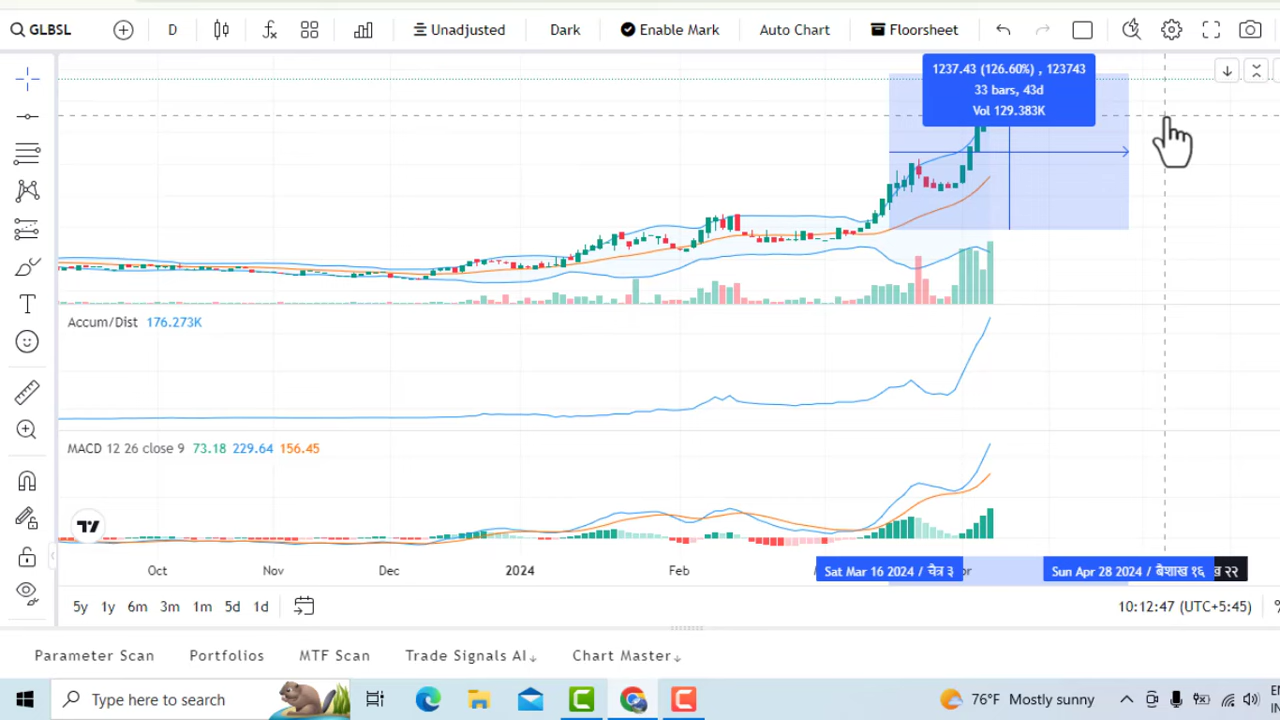 GLBSL
D
Unadjusted
Dark
Enable Mark
Auto Chart
Floorsheet
1237.43 (126.60%) , 123743
33 bars, 43d
Vol 129.383K
Accum/Dist 176.273K
MACD 12 26 close 9 73.18 229.64 156.45
Oct
Nov
Dec
2024
Feb
Sat Mar 16 2024 / चैत्र ३
Sun Apr 28 2024 / बैशाख १६
ख २२
5y 1y 6m 3m 1m 5d 1d
10:12:47 (UTC+5:45)
%
Parameter Scan
Portfolios
MTF Scan
Trade Signals AI↓
Chart Master↓
Type here to search
76°F Mostly sunny